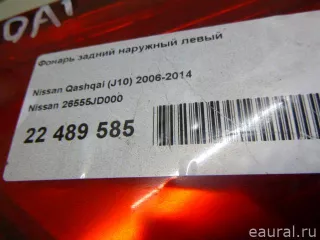 Фонарь задний наружный левый
Nissan Qashqai (J10) 2006-2014
Nissan 26555JD000
22 489 585
eaural.ru